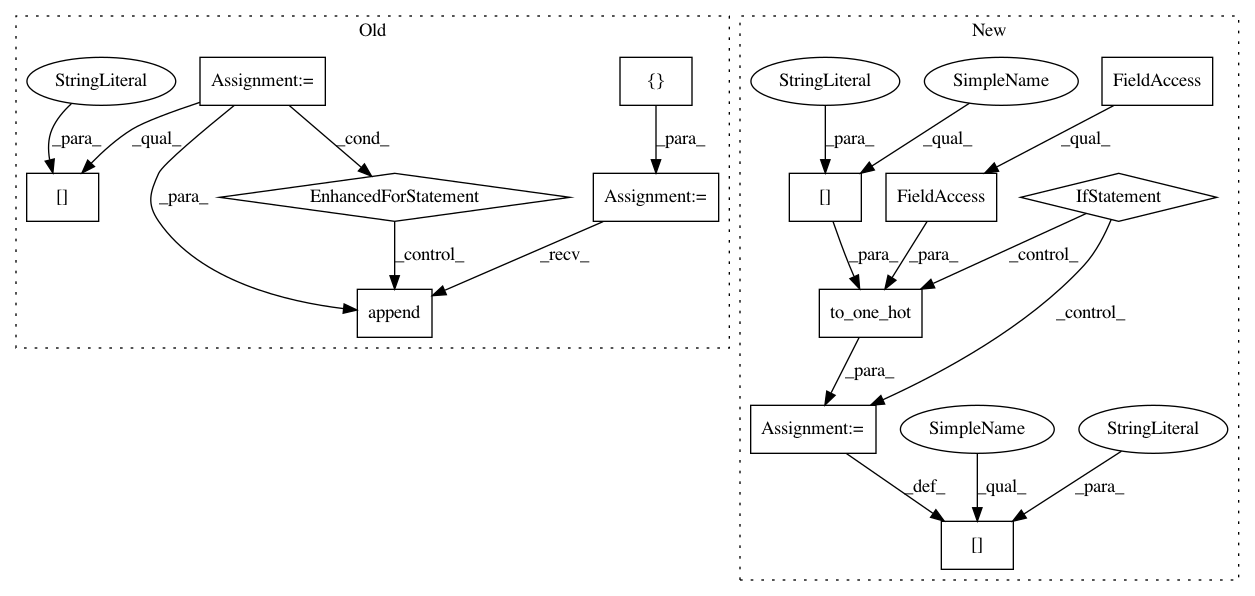 Old
New
StringLiteral
Assignment:=
{}
StringLiteral
SimpleName
FieldAccess
_para_
_qual_
_cond_
_para_
_para_
_qual_
_qual_
[]
_para_
EnhancedForStatement
Assignment:=
[]
FieldAccess
IfStatement
_control_
_recv_
_para_
_para_
_control_
append
to_one_hot
_control_
_para_
Assignment:=
SimpleName
StringLiteral
_def_
_qual_
_para_
[]